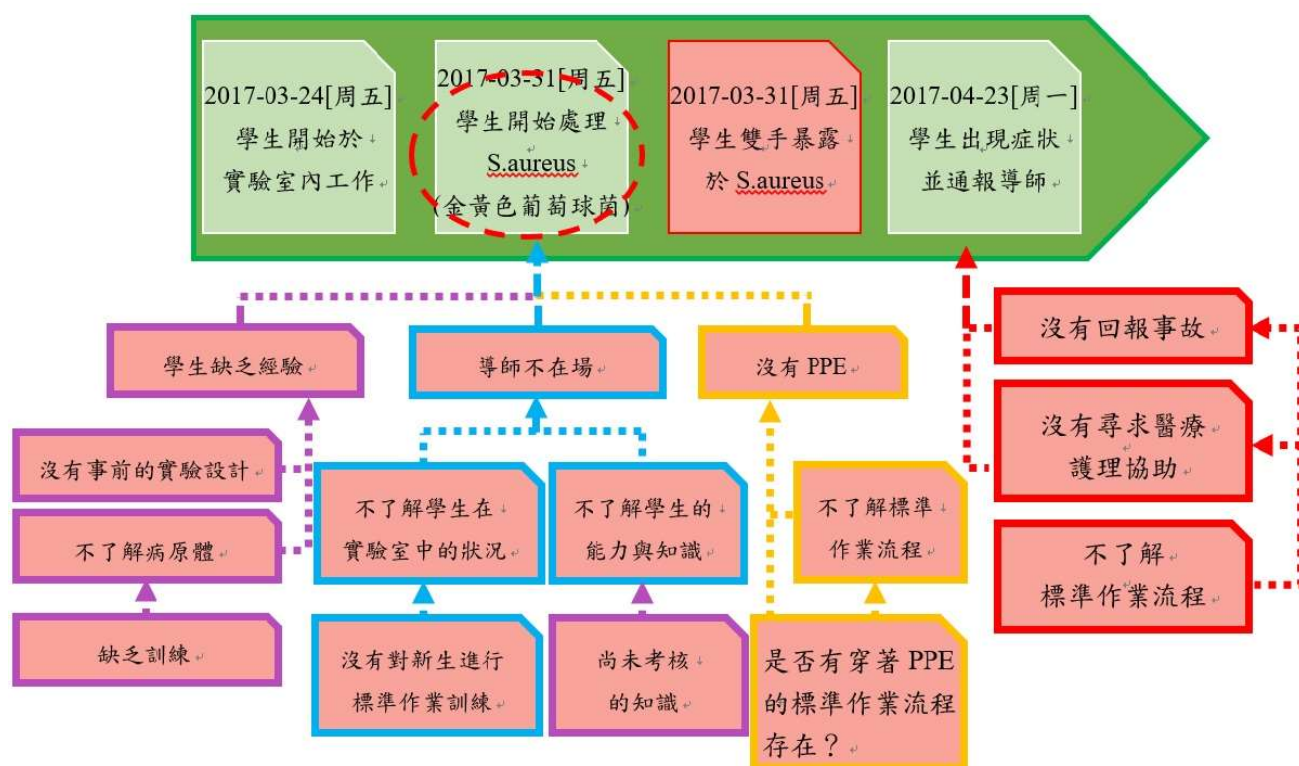 2017-03-24[周五]
學生開始於
實驗室內工作
2017-03-31[周五]
學生開始處理
S.aureus
(金黃色葡萄球菌)
2017-03-31[周五]
學生雙手暴露
於 S.aureus
2017-04-23[周一]
學生出現症狀
並通報導師
學生缺乏經驗
導師不在場
沒有 PPE
沒有回報事故
沒有事前的實驗設計
不了解病原體
缺乏訓練
不了解學生在
實驗室中的狀況
不了解學生的
能力與知識
不了解標準
作業流程
沒有尋求醫療
護理協助
不了解
標準作業流程
沒有對新生進行
標準作業訓練
尚未考核
的知識
是否有穿著 PPE
的標準作業流程
存在？